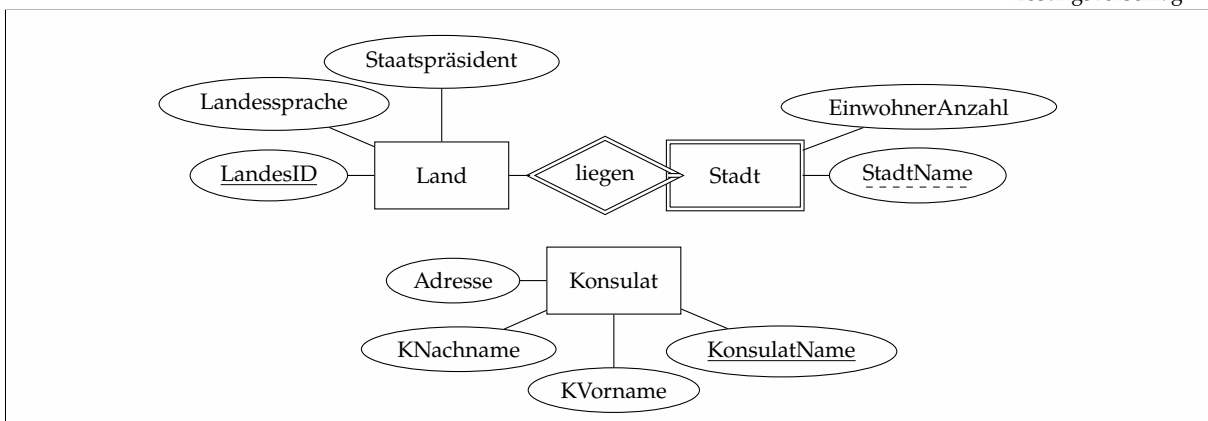 Staatspräsident
Landessprache
EinwohnerAnzahl
LandesID
Land
liegen
Stadt
StadtName
Adresse
Konsulat
KNachname
KonsulatName
KVorname